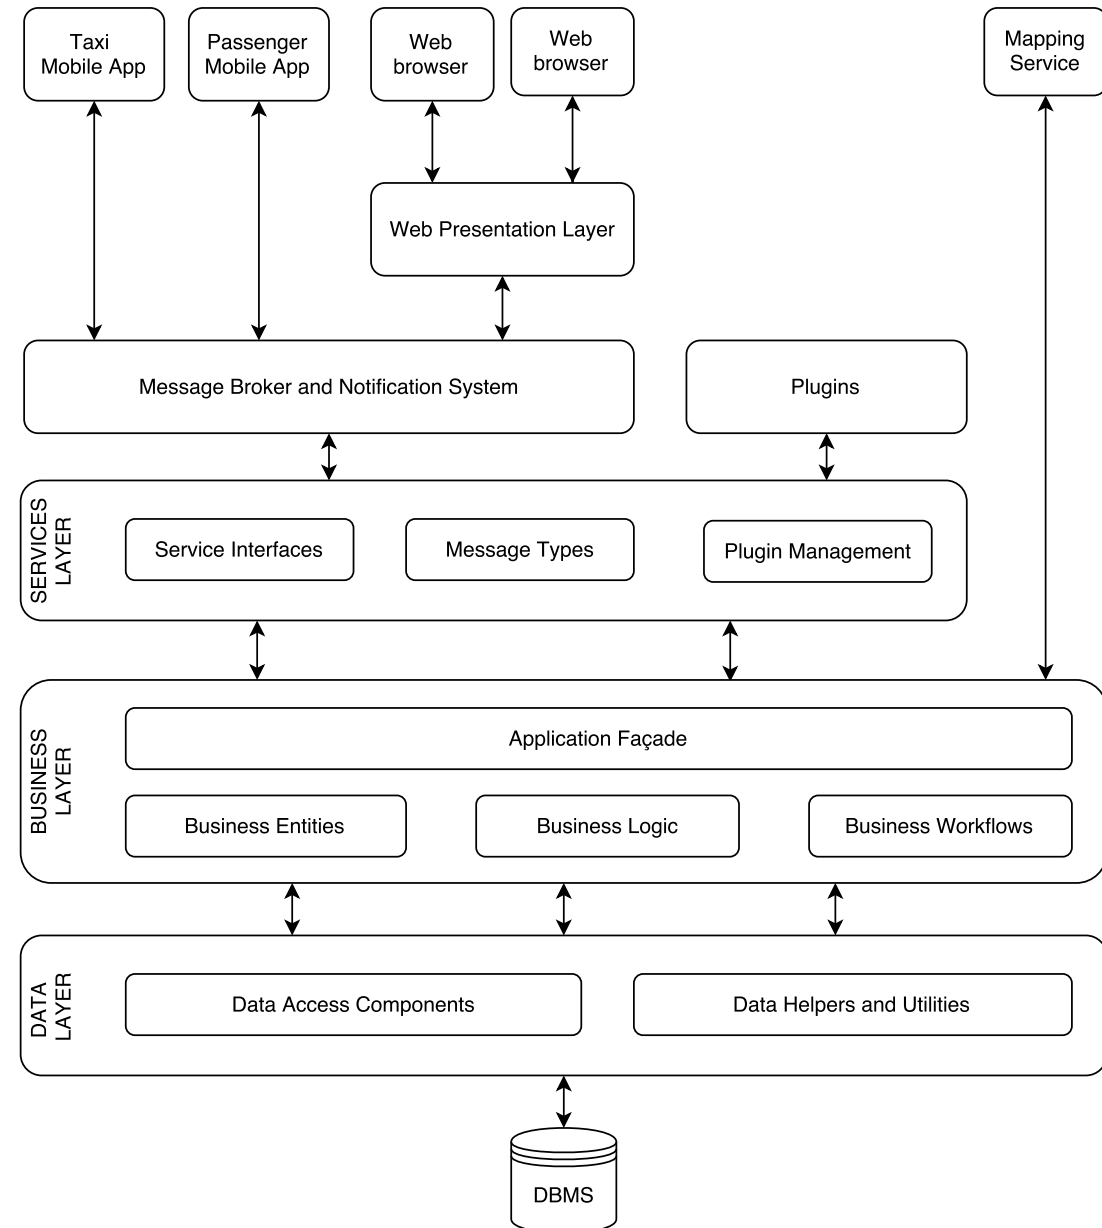 Taxi
Mobile App
Passenger
Mobile App
Web
browser
Web
browser
Mapping
Service
Web Presentation Layer
Message Broker and Notification System
Plugins
SERVICES
LAYER
Service Interfaces
Message Types
Plugin Management
BUSINESS
LAYER
Application Façade
Business Entities
Business Logic
Business Workflows
DATA
LAYER
Data Access Components
Data Helpers and Utilities
DBMS